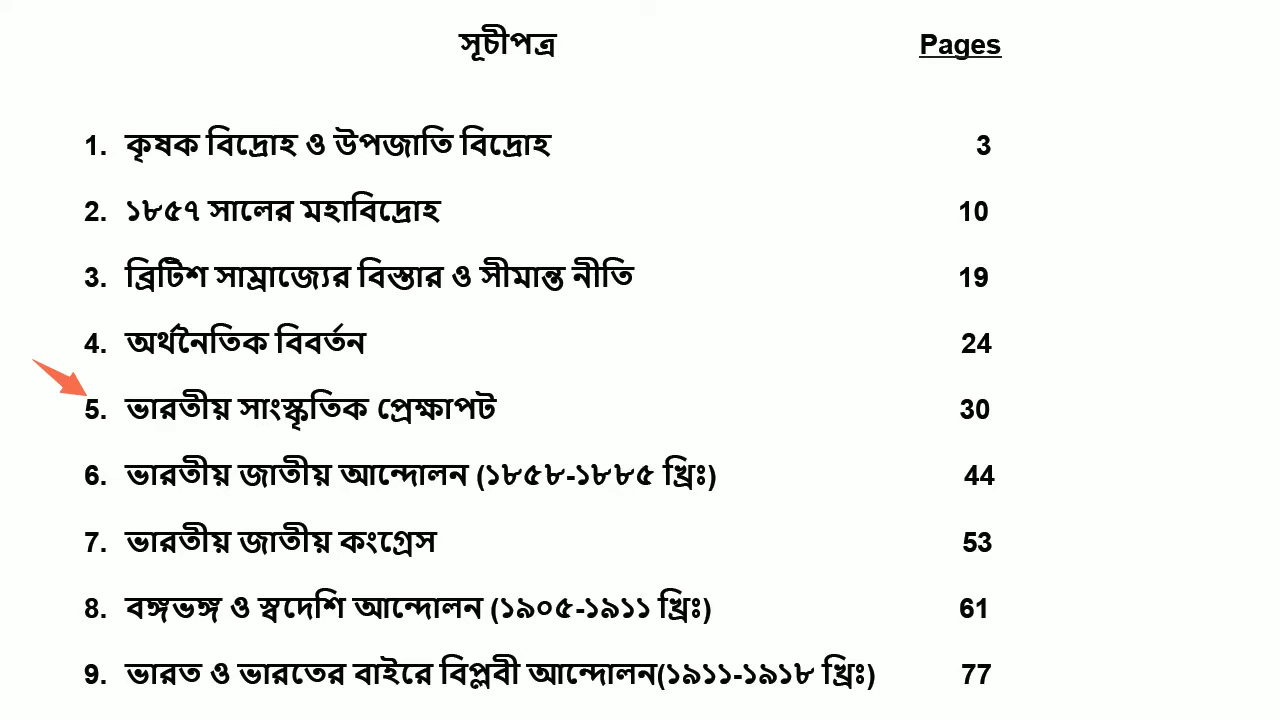 সূচীপত্র Pages
1. কৃষক বিদ্রোহ ও উপজাতি বিদ্রোহ 3
2. ১৮৫৭ সালের মহাবিদ্রোহ 10
3. ব্রিটিশ সাম্রাজ্যের বিস্তার ও সীমান্ত নীতি 19
4. অর্থনৈতিক বিবর্তন 24
5. ভারতীয় সাংস্কৃতিক প্রেক্ষাপট 30
6. ভারতীয় জাতীয় আন্দোলন (১৮৫৮-১৮৮৫ খ্রিঃ) 44
7. ভারতীয় জাতীয় কংগ্রেস 53
8. বঙ্গভঙ্গ ও স্বদেশি আন্দোলন (১৯০৫-১৯১১ খ্রিঃ) 61
9. ভারত ও ভারতের বাইরে বিপ্লবী আন্দোলন(১৯১১-১৯১৮ খ্রিঃ) 77